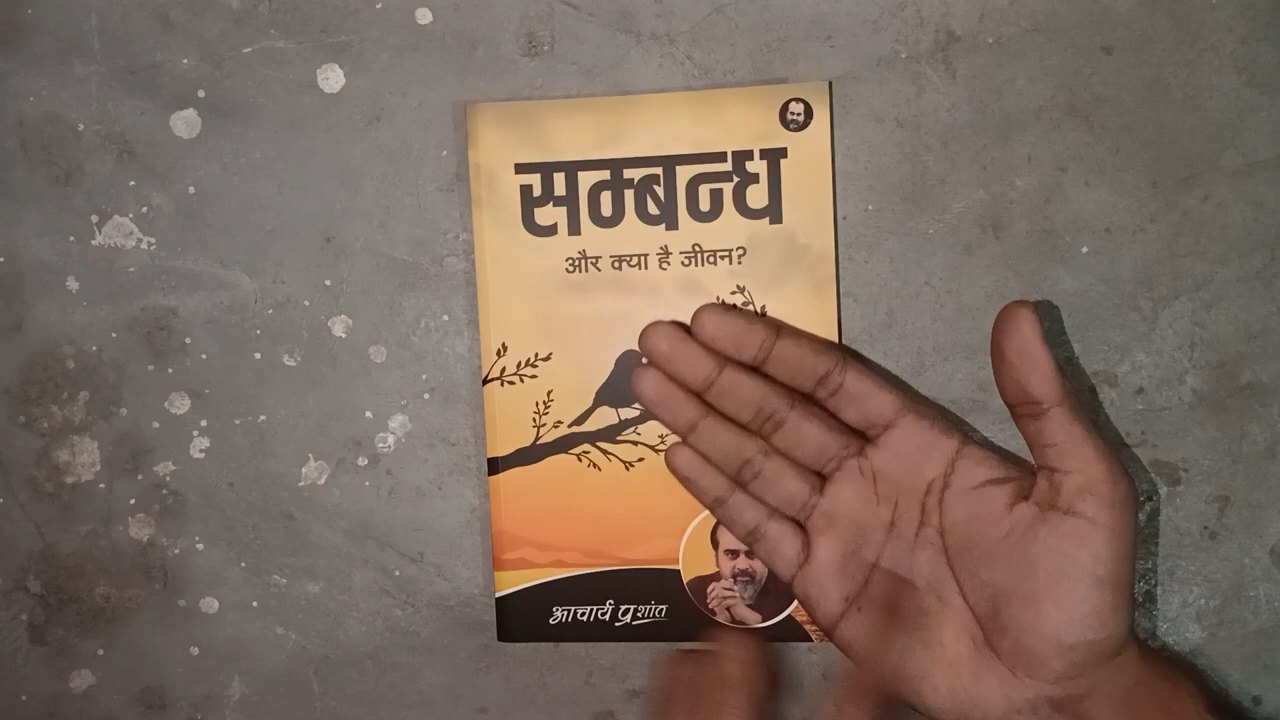 सम्बन्ध
और क्या है जीवन?
आचार्य प्रशांत